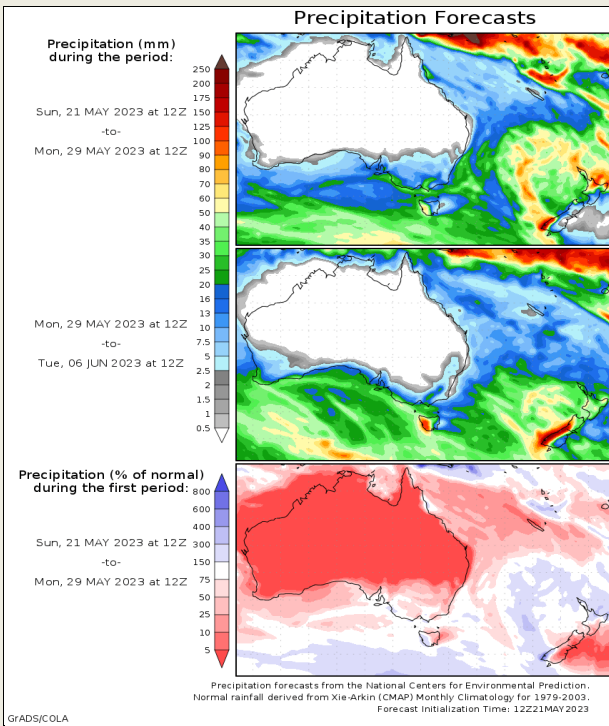 Precipitation Forecasts
Precipitation (mm)
during the period:
Sun, 21 MAY 2023 at 12Z
-to-
Mon, 29 MAY 2023 at 12Z
250
200
175
150
125
100
90
80
70
60
50
40
35
30
25
20
16
13
10
7.5
5
2.5
2
1.5
1
0.5
Mon, 29 MAY 2023 at 12Z
-to-
Tue, 06 JUN 2023 at 12Z
Precipitation (% of normal)
during the first period:
Sun, 21 MAY 2023 at 12Z
-to-
Mon, 29 MAY 2023 at 12Z
800
600
400
300
150
75
50
25
10
5
Precipitation forecasts from the National Centers for Environmental Prediction.
Normal rainfall derived from Xie-Arkin (CMAP) Monthly Climatology for 1979-2003.
Forecast Initialization Time: 12Z21MAY2023
GrADS/COLA